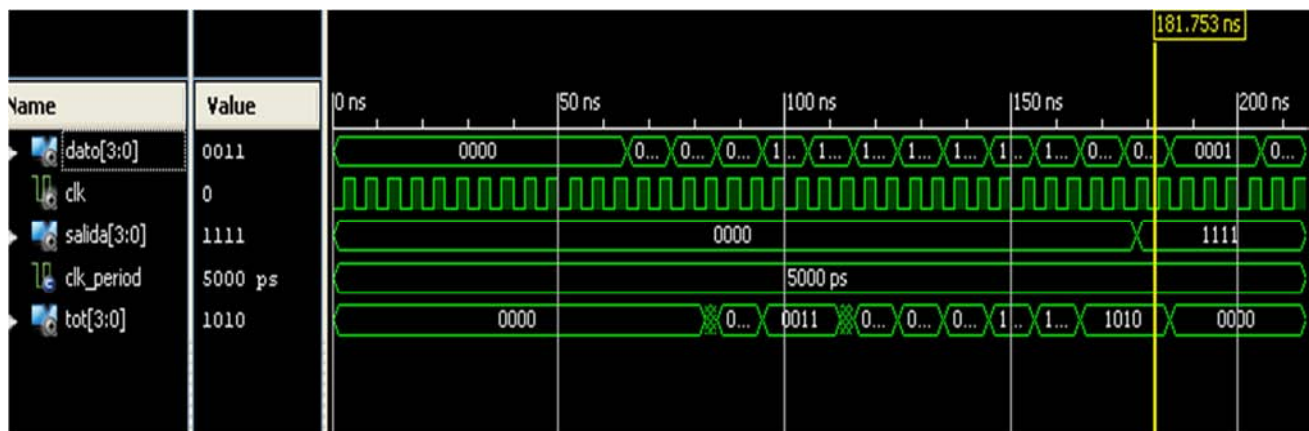 181.753 ns
Name Value 0 ns 50 ns 100 ns 150 ns 200 ns
dato[3:0] 0011 0000 0... 0... 0... 1... 1... 1... 1... 1... 1... 1... 0... 0... 0001 0...
clk 0
salida[3:0] 1111 0000 1111
clk_period 5000 ps 5000 ps
tot[3:0] 1010 0000 0... 0011 0... 0... 0... 1... 1... 1010 0000